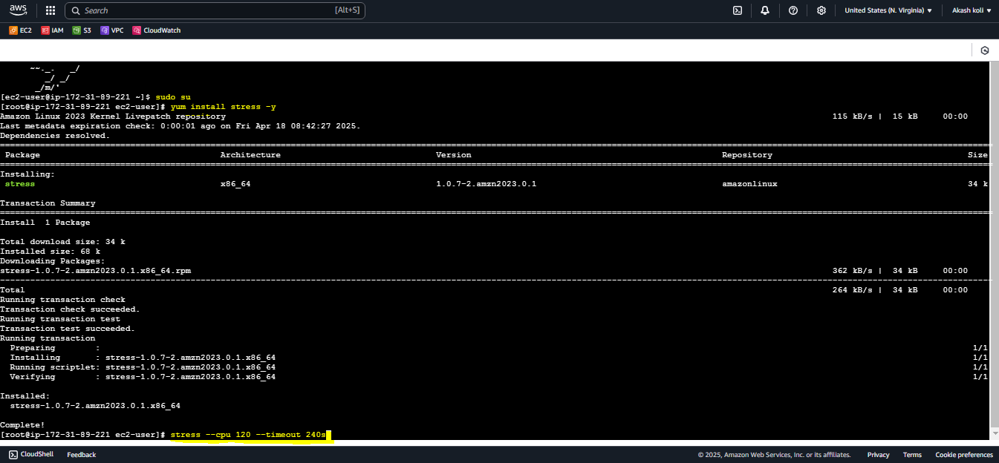 aws Search [Alt+S] United States (N. Virginia) ▼ Akash koli ▼
EC2 IAM S3 VPC CloudWatch
~~._. _/
_/ _/
_/m/'
[ec2-user@ip-172-31-89-221 ~]$ sudo su
[root@ip-172-31-89-221 ec2-user]# yum install stress -y
Amazon Linux 2023 Kernel Livepatch repository 115 kB/s | 15 kB 00:00
Last metadata expiration check: 0:00:01 ago on Fri Apr 18 08:42:27 2025.
Dependencies resolved.
Package Architecture Version Repository Size
Installing:
stress x86_64 1.0.7-2.amzn2023.0.1 amazonlinux 34 k
Transaction Summary
Install 1 Package
Total download size: 34 k
Installed size: 68 k
Downloading Packages:
stress-1.0.7-2.amzn2023.0.1.x86_64.rpm 362 kB/s | 34 kB 00:00
Total 264 kB/s | 34 kB 00:00
Running transaction check
Transaction check succeeded.
Running transaction test
Transaction test succeeded.
Running transaction
Preparing : 1/1
Installing : stress-1.0.7-2.amzn2023.0.1.x86_64 1/1
Running scriptlet: stress-1.0.7-2.amzn2023.0.1.x86_64 1/1
Verifying : stress-1.0.7-2.amzn2023.0.1.x86_64 1/1
Installed:
stress-1.0.7-2.amzn2023.0.1.x86_64
Complete!
[root@ip-172-31-89-221 ec2-user]# stress --cpu 120 --timeout 240s
CloudShell Feedback © 2025, Amazon Web Services, Inc. or its affiliates. Privacy Terms Cookie preferences